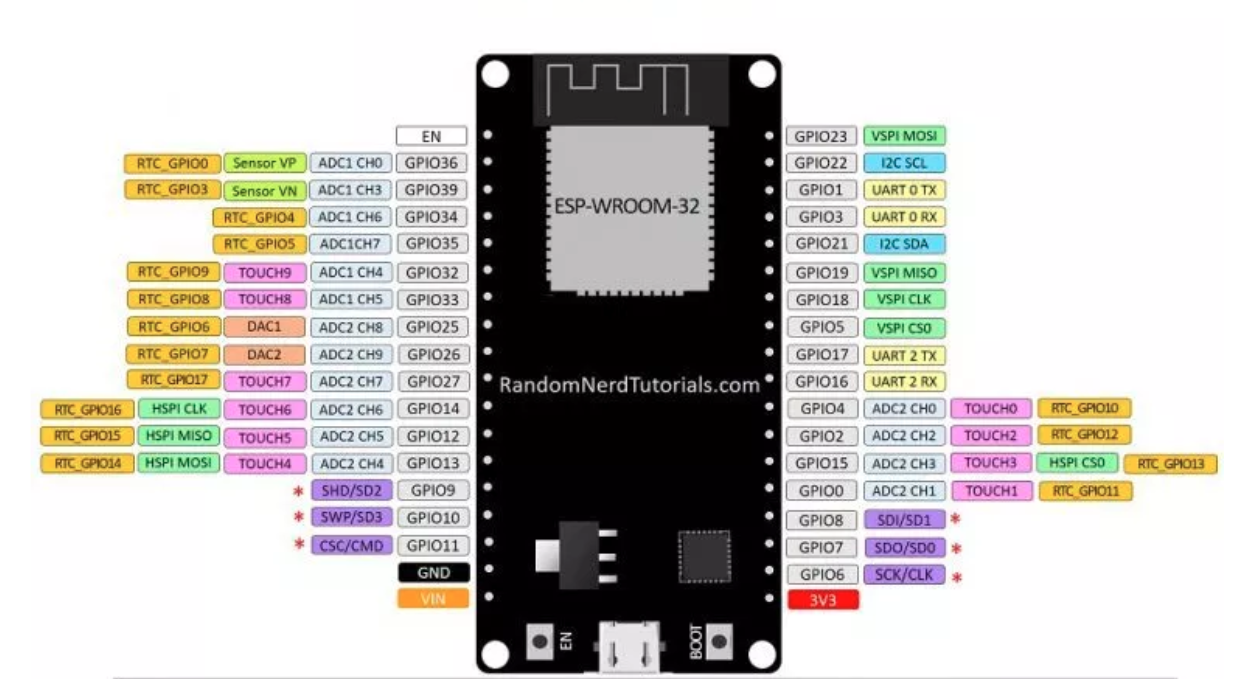 EN GPIO23 VSPI MOSI
RTC_GPIO0 Sensor VP ADC1 CH0 GPIO36 GPIO22 I2C SCL
RTC_GPIO3 Sensor VN ADC1 CH3 GPIO39 GPIO1 UART 0 TX
RTC_GPIO4 ADC1 CH6 GPIO34 ESP-WROOM-32 GPIO3 UART 0 RX
RTC_GPIO5 ADC1CH7 GPIO35 GPIO21 I2C SDA
RTC_GPIO9 TOUCH9 ADC1 CH4 GPIO32 GPIO19 VSPI MISO
RTC_GPIO8 TOUCH8 ADC1 CH5 GPIO33 GPIO18 VSPI CLK
RTC_GPIO6 DAC1 ADC2 CH8 GPIO25 GPIO5 VSPI CS0
RTC_GPIO7 DAC2 ADC2 CH9 GPIO26 GPIO17 UART 2 TX
RTC_GPIO17 TOUCH7 ADC2 CH7 GPIO27 RandomNerdTutorials.com GPIO16 UART 2 RX
RTC_GPIO16 HSPI CLK TOUCH6 ADC2 CH6 GPIO14 GPIO4 ADC2 CH0 TOUCH0 RTC_GPIO10
RTC_GPIO15 HSPI MISO TOUCH5 ADC2 CH5 GPIO12 GPIO2 ADC2 CH2 TOUCH2 RTC_GPIO12
RTC_GPIO14 HSPI MOSI TOUCH4 ADC2 CH4 GPIO13 GPIO15 ADC2 CH3 TOUCH3 HSPI CS0 RTC_GPIO13
* SHD/SD2 GPIO9 GPIO0 ADC2 CH1 TOUCH1 RTC_GPIO11
* SWP/SD3 GPIO10 GPIO8 SDI/SD1 *
* CSC/CMD GPIO11 GPIO7 SDO/SD0 *
GND GPIO6 SCK/CLK *
VIN 3V3
EN BOOT